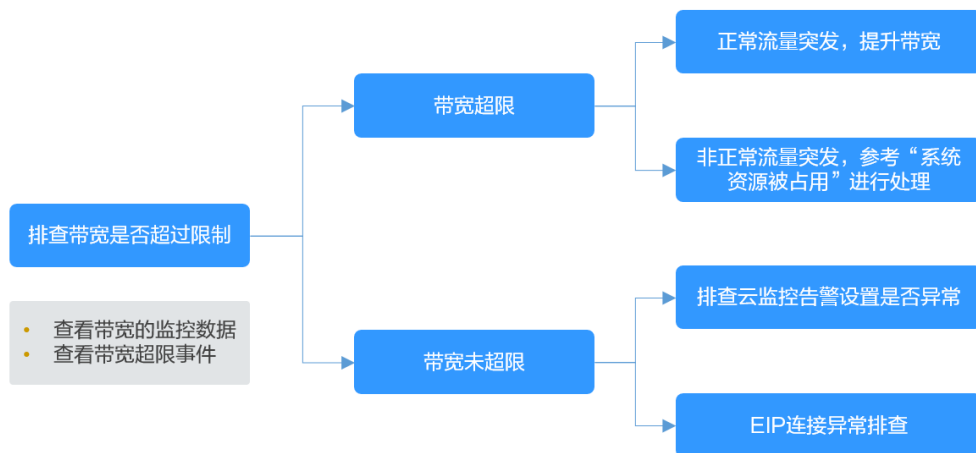 正常流量突发，提升带宽
带宽超限
非正常流量突发，参考“系统
资源被占用”进行处理
排查带宽是否超过限制
排查云监控告警设置是否异常
• 查看带宽的监控数据
• 查看带宽超限事件
带宽未超限
EIP连接异常排查